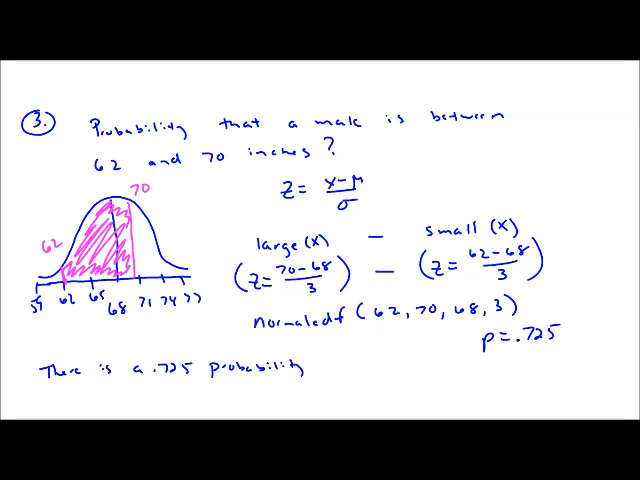 3. Probability that a male is between
62 and 70 inches?
z = x-μ/σ
70
62
59 62 65 68 71 74 77
large (x) - small (x)
(z = 70-68/3) - (z = 62-68/3)
normalcdf (62, 70, 68, 3)
p = .725
There is a .725 probability